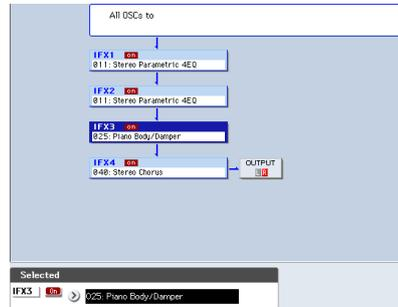 All OSCs to
IFX1 on
011: Stereo Parametric 4EQ
IFX2 on
011: Stereo Parametric 4EQ
IFX3 on
025: Piano Body/Damper
IFX4 on
040: Stereo Chorus
OUTPUT
L R
Selected
IFX3 On
025: Piano Body/Damper